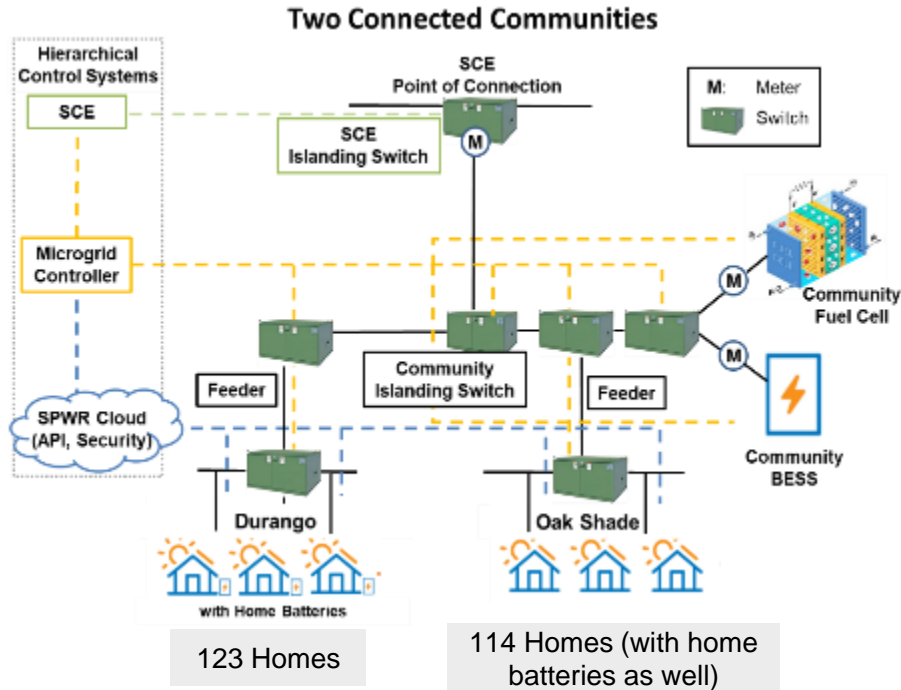 Two Connected Communities
Hierarchical
Control Systems
SCE
Microgrid
Controller
SPWR Cloud
(API, Security)
SCE
Point of Connection
SCE
Islanding Switch
M
M: Meter
Switch
M
Community
Fuel Cell
M
Community
BESS
Feeder
Community
Islanding Switch
Feeder
Durango
with Home Batteries
Oak Shade
123 Homes
114 Homes (with home
batteries as well)